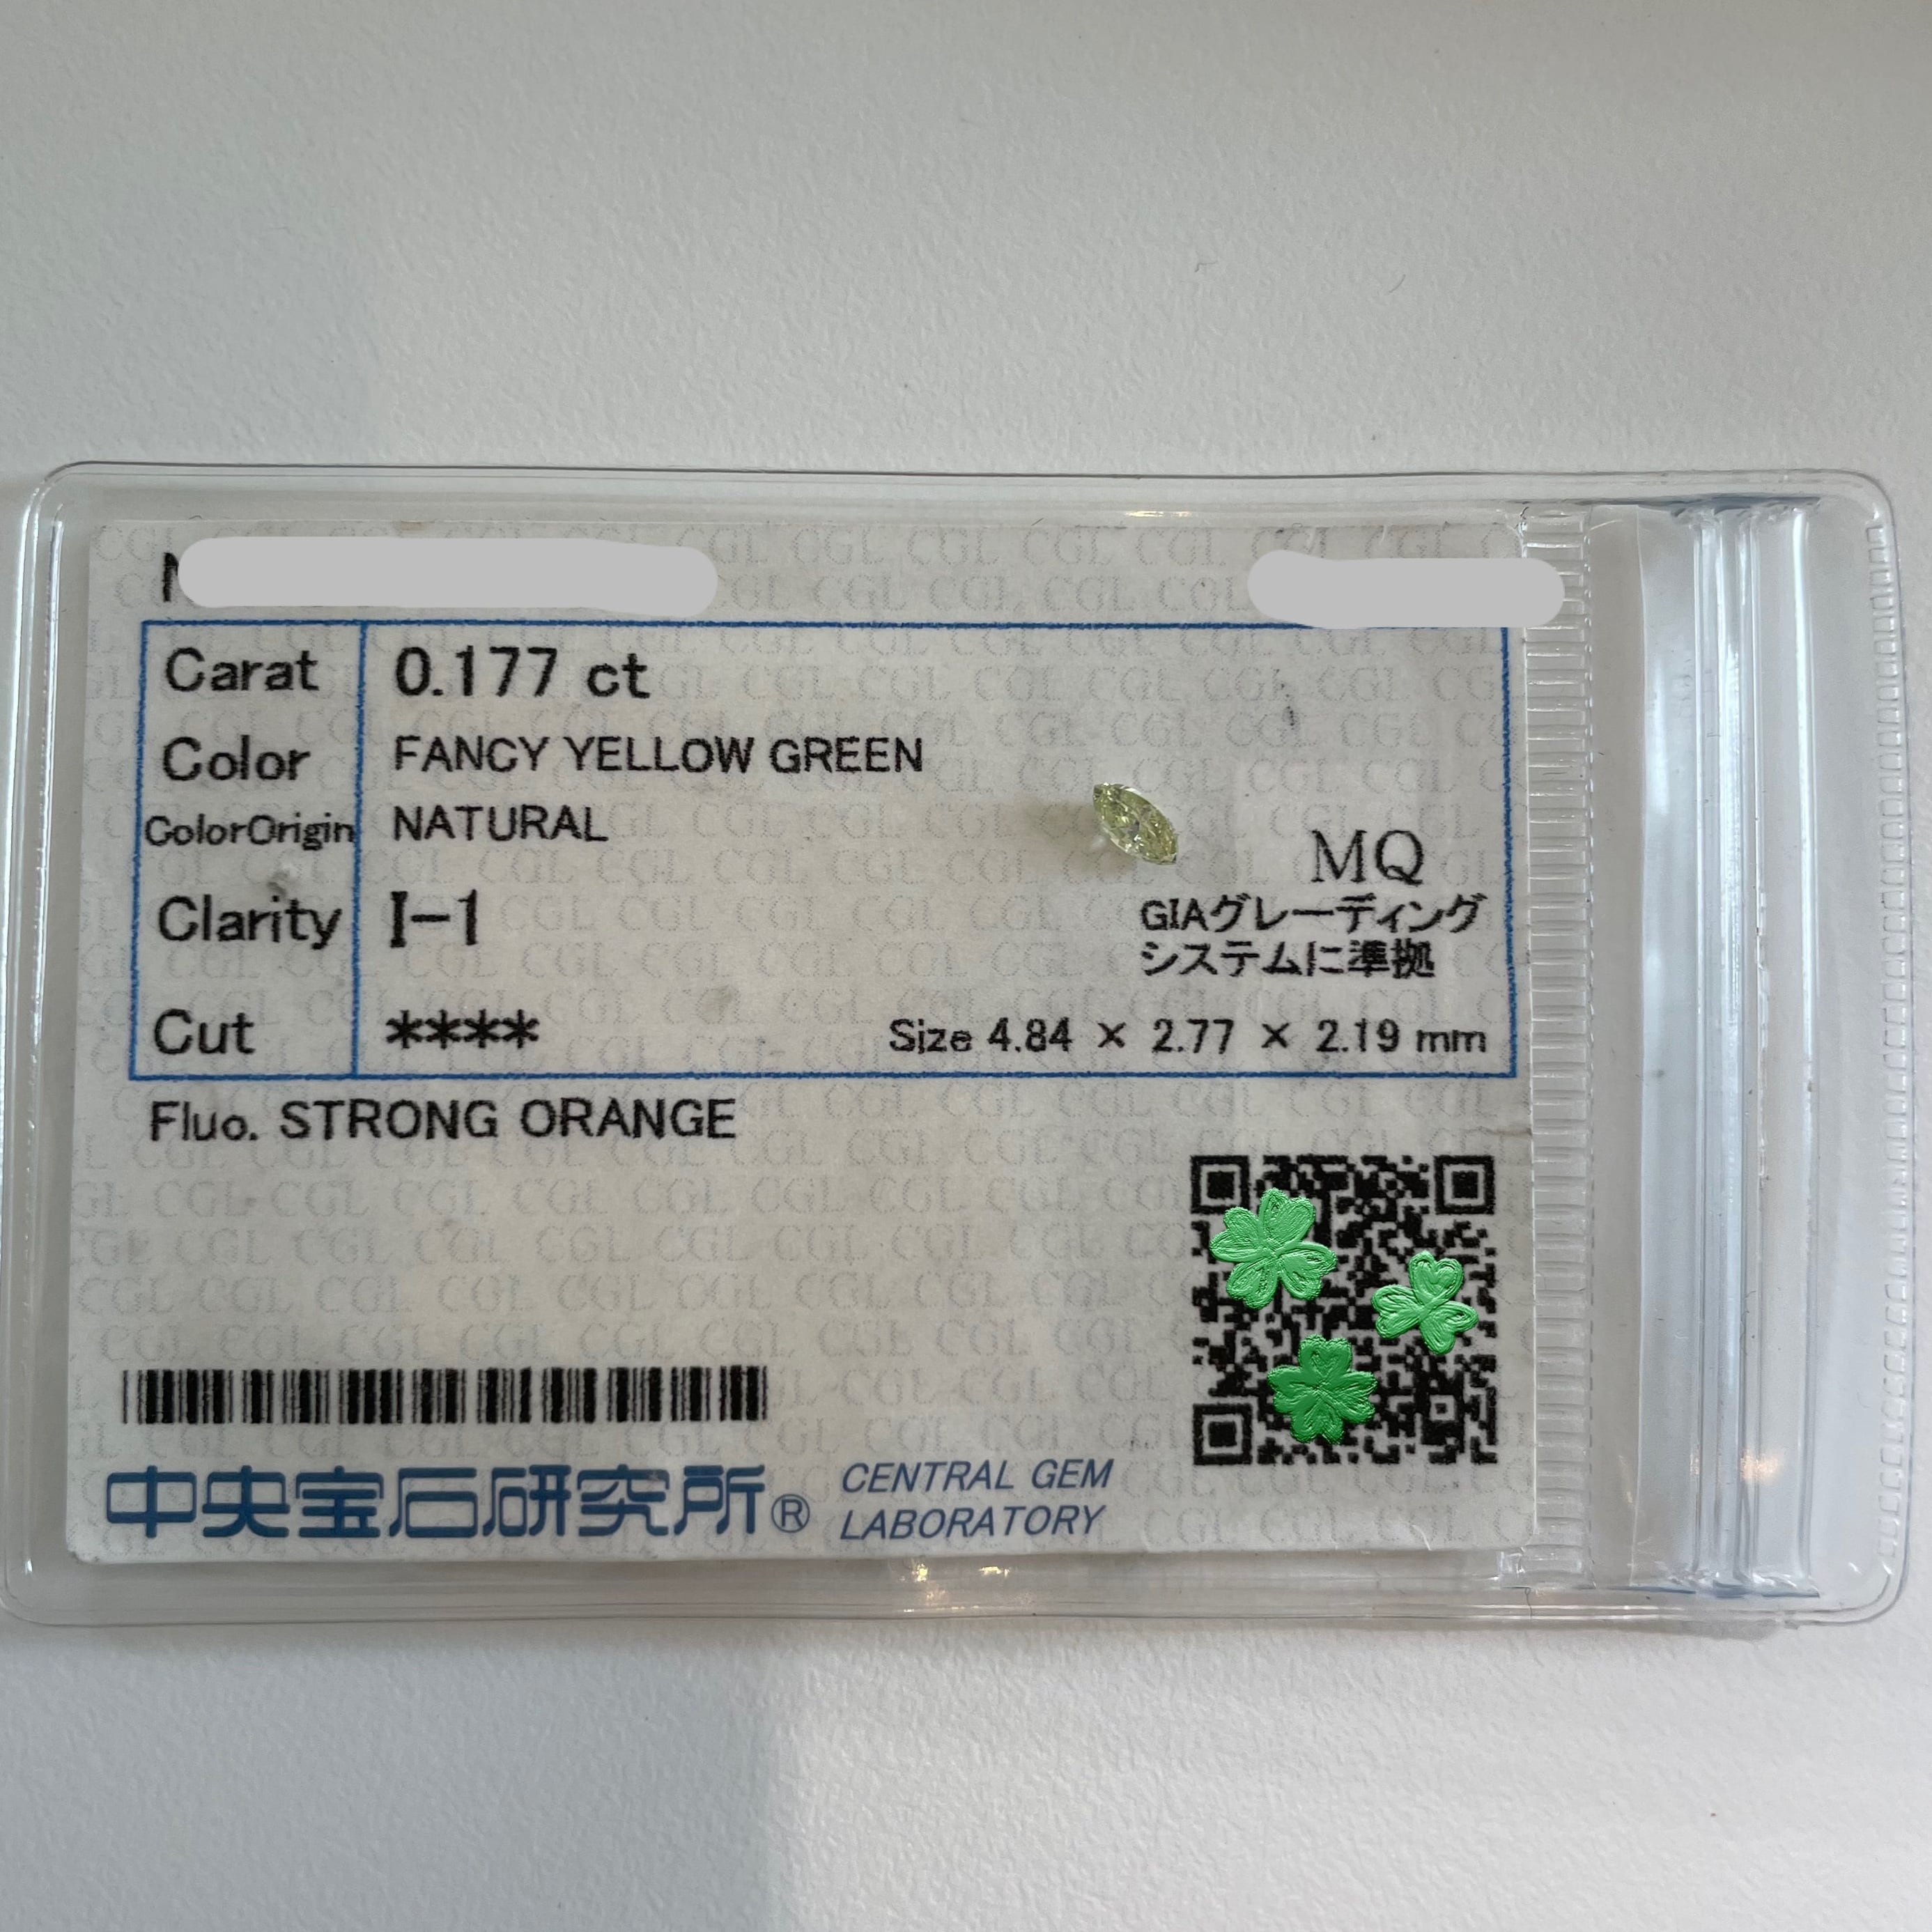 Carat 0.177 ct
Color FANCY YELLOW GREEN
ColorOrigin NATURAL
MQ
Clarity I-1
GIAグレーディング
システムに準拠
Cut ****
Size 4.84 × 2.77 × 2.19 mm
Fluo. STRONG ORANGE
中央宝石研究所®
CENTRAL GEM
LABORATORY